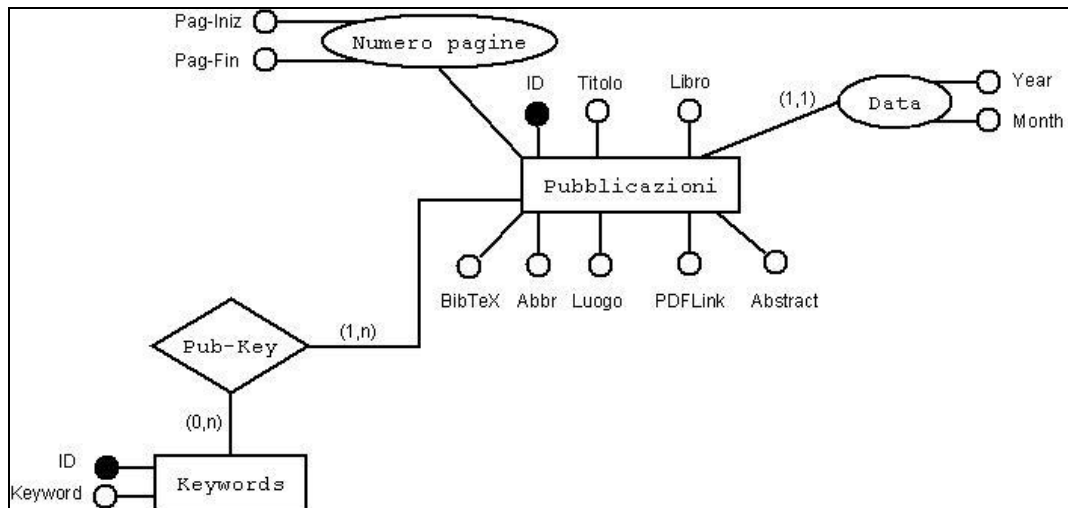 Pag-Iniz
Numero pagine
Pag-Fin
ID
Titolo
Libro
(1,1)
Data
Year
Month
Pubblicazioni
BibTeX
Abbr
Luogo
PDFLink
Abstract
Pub-Key
(1,n)
(0,n)
ID
Keyword
Keywords